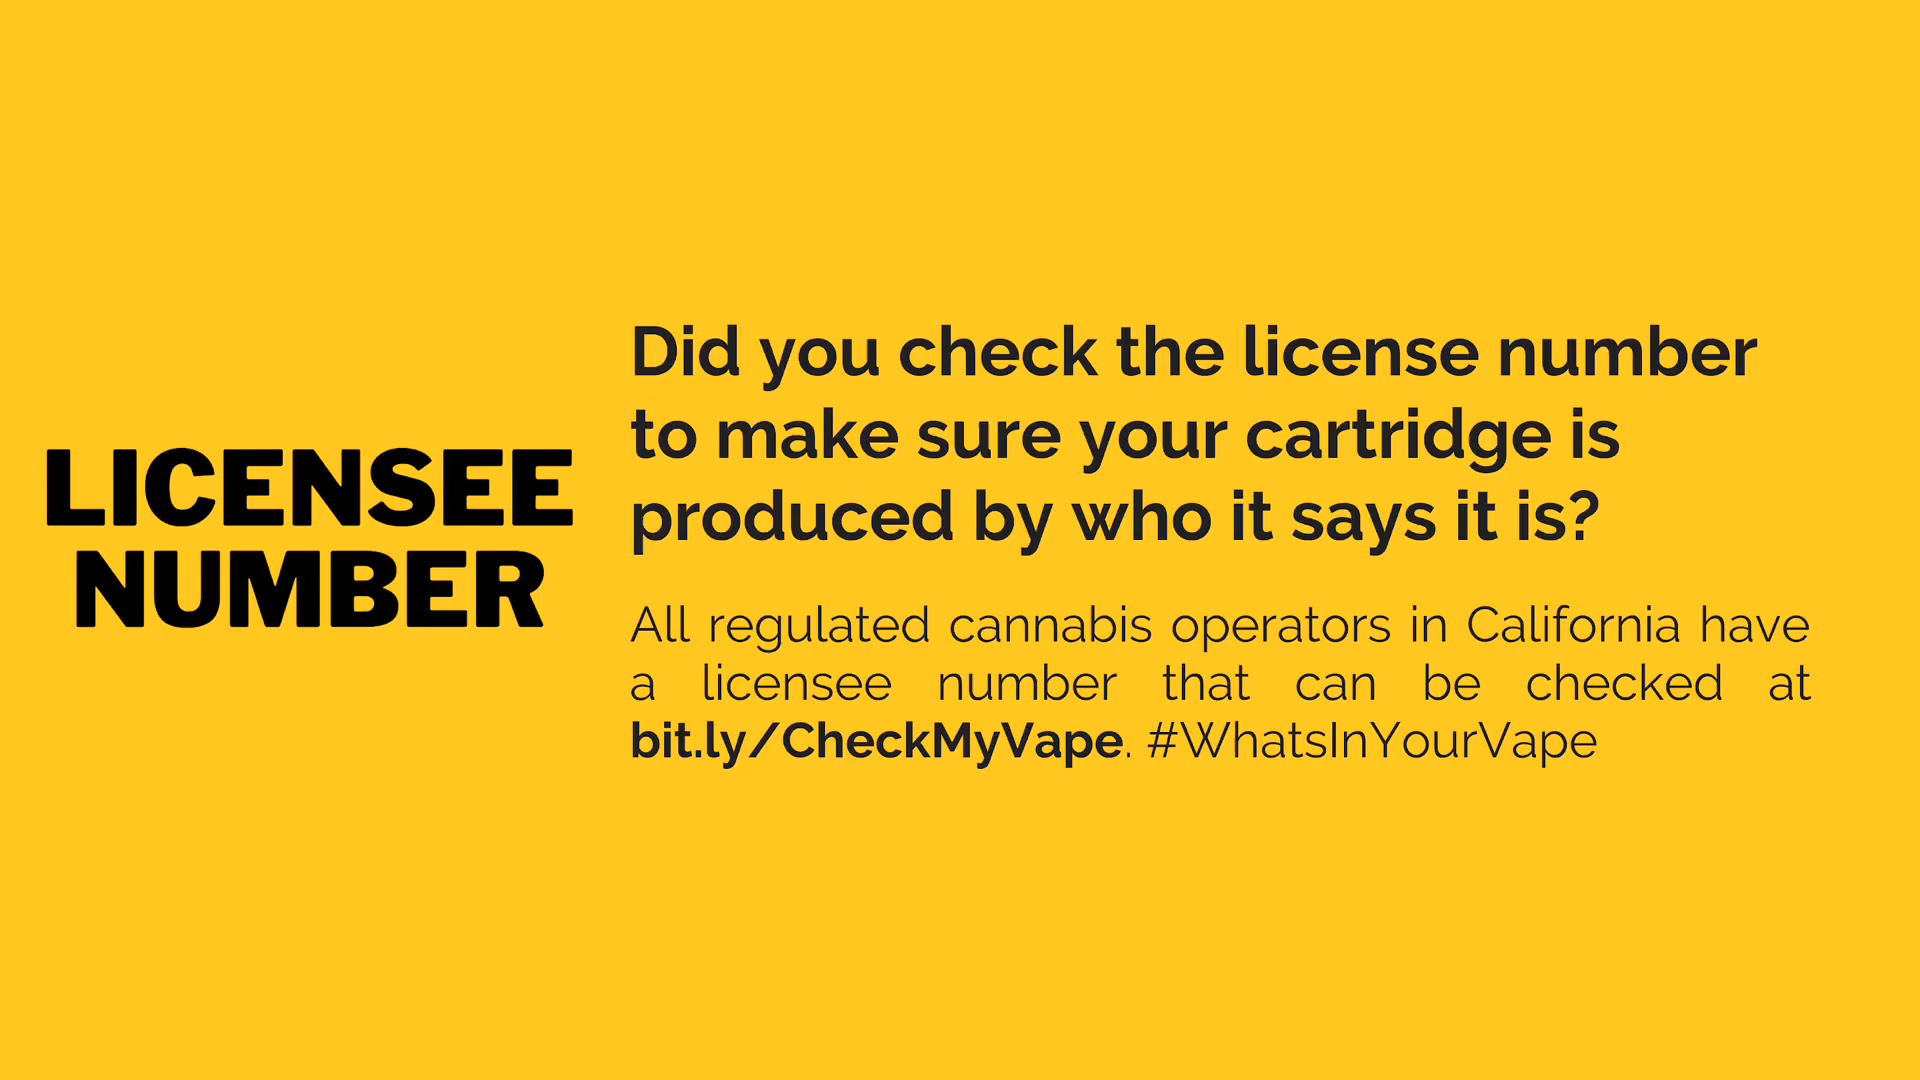 LICENSEE
NUMBER
Did you check the license number
to make sure your cartridge is
produced by who it says it is?
All regulated cannabis operators in California have
a licensee number that can be checked at
bit.ly/CheckMyVape. #WhatsInYourVape